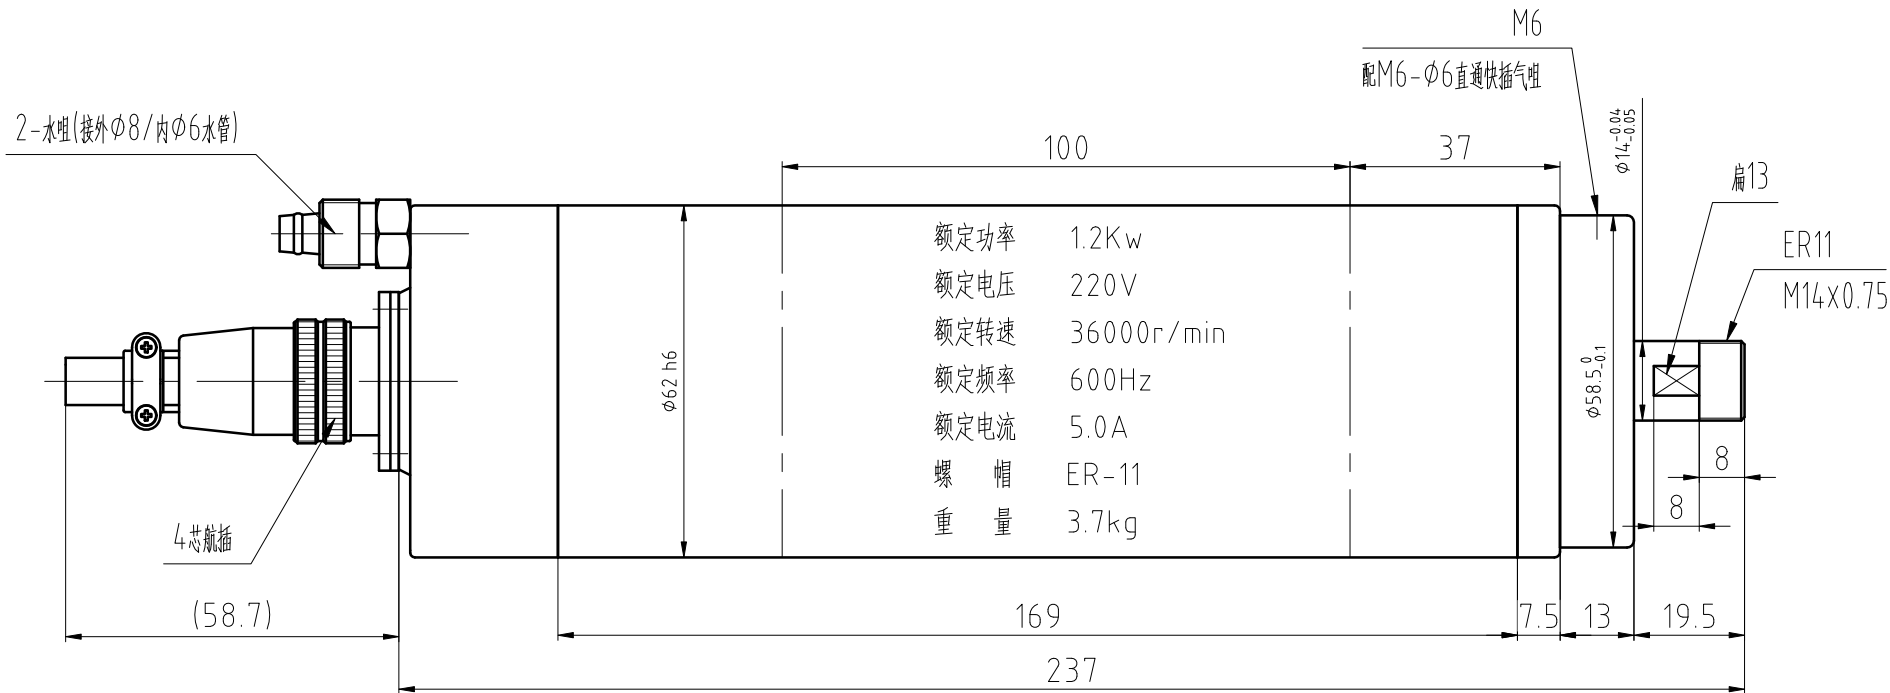 M6
配M6-Φ6直通快插气咀
2-水咀(接外Φ8/内Φ6水管)
100
37
Φ14-0.04
-0.05
扁13
额定功率 1.2Kw
额定电压 220V
额定转速 36000r/min
额定频率 600Hz
额定电流 5.0A
螺 帽 ER-11
重 量 3.7kg
ER11
M14X0.75
Φ62 h6
Φ58.5 0
-0.1
8
8
4芯航插
(58.7)
169
7.5
13
19.5
237